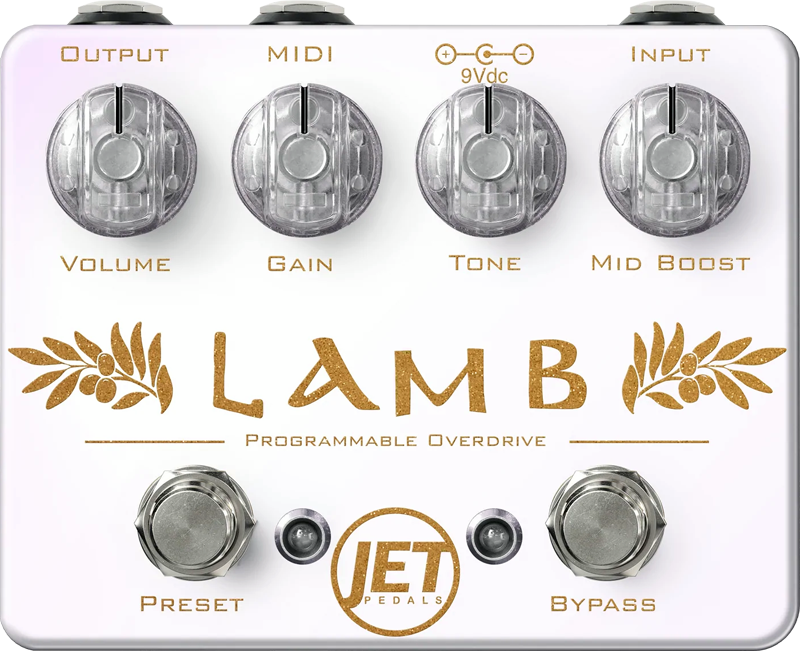 OUTPUT MIDI INPUT
9Vdc
VOLUME GAIN TONE MID BOOST
LAMB
PROGRAMMABLE OVERDRIVE
JET
PEDALS
PRESET BYPASS